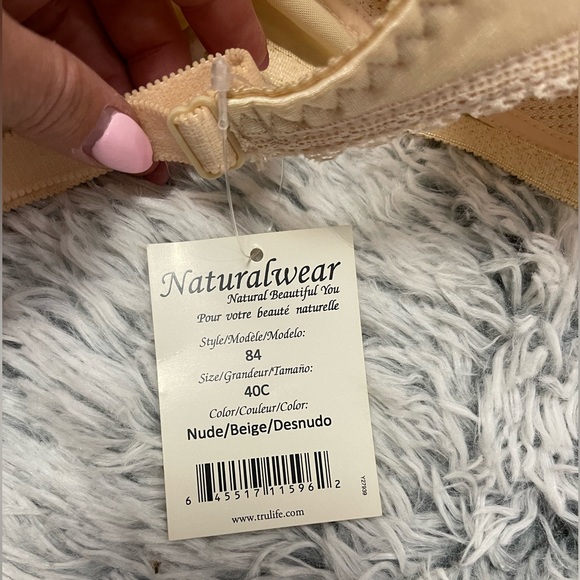 Naturalwear
Natural Beautiful You
Pour votre beauté naturelle
Style/Modèle/Modelo:
84
Size/Grandeur/Tamaño:
40C
Color/Couleur/Color:
Nude/Beige/Desnudo
6 45517 11596 2
www.trulife.com